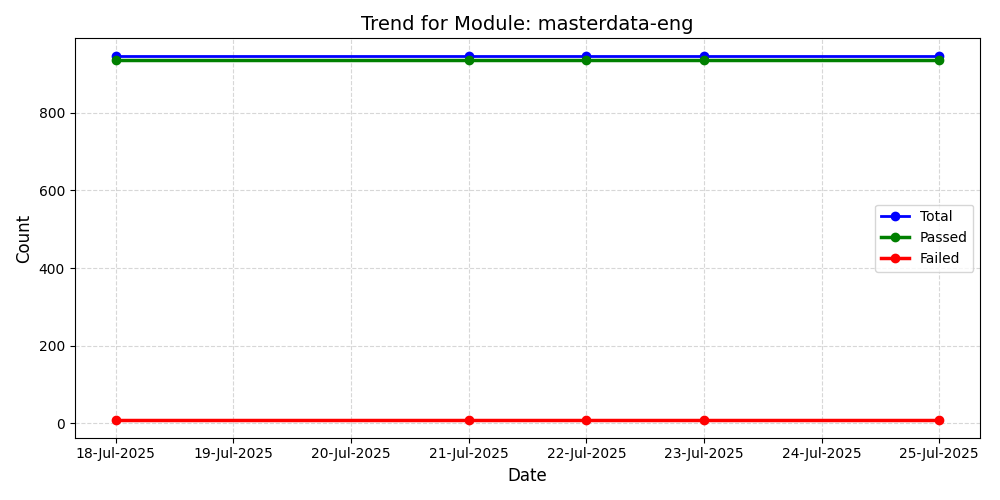 Trend for Module: masterdata-eng
Count
800
600
400
200
0
Total
Passed
Failed
18-Jul-2025 19-Jul-2025 20-Jul-2025 21-Jul-2025 22-Jul-2025 23-Jul-2025 24-Jul-2025 25-Jul-2025
Date